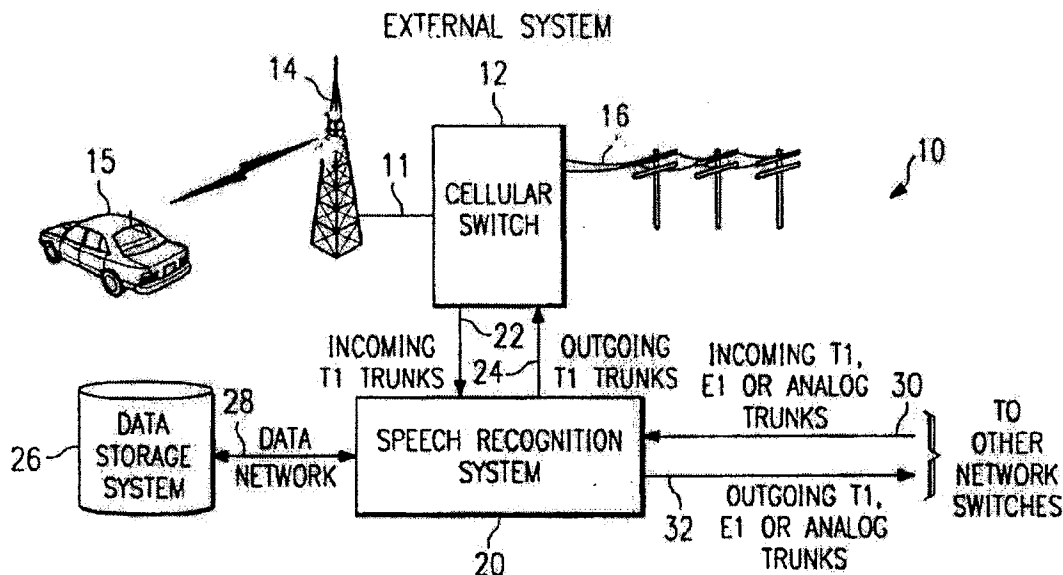 EXTERNAL SYSTEM
14
12
16
10
15
11
CELLULAR
SWITCH
INCOMING
T1 TRUNKS
22
24
OUTGOING
T1 TRUNKS
INCOMING T1,
E1 OR ANALOG
TRUNKS
30
TO
OTHER
NETWORK
SWITCHES
26
DATA
STORAGE
SYSTEM
28
DATA
NETWORK
SPEECH RECOGNITION
SYSTEM
20
32
OUTGOING T1,
E1 OR ANALOG
TRUNKS